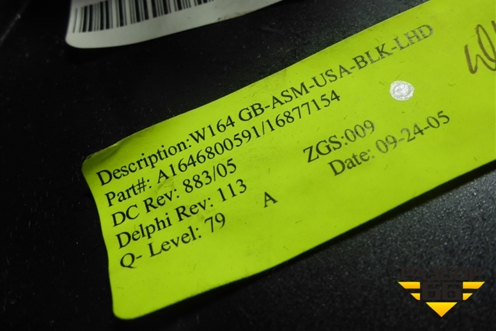 Description:W164 GB-ASM-USA-BLK-LHD
Part#: A1646800591/16877154
DC Rev: 883/05 ZGS:009
Delphi Rev: 113 Date: 09-24-05
Q- Level: 79 A